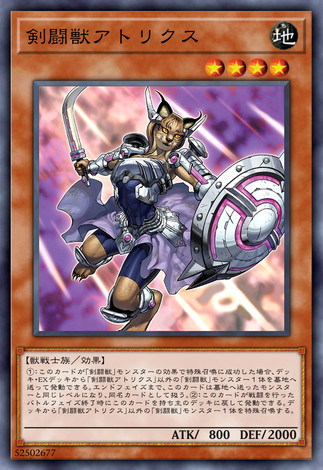 剣闘獣アトリクス
地
【獣戦士族/効果】
①:このカードが「剣闘獣」モンスターの効果で特殊召喚に成功した場合、デッ
キ・EXデッキから「剣闘獣アトリクス」以外の「剣闘獣」モンスター1体を墓地へ
送って発動できる。エンドフェイズまで、このカードは墓地へ送ったモンスタ
ーと同じレベルになり、同名カードとして扱う。②:このカードが戦闘を行った
バトルフェイズ終了時にこのカードを持ち主のデッキに戻して発動できる。デッ
キから「剣闘獣アトリクス」以外の「剣闘獣」モンスター1体を特殊召喚する。
ATK/ 800 DEF/2000
52502677